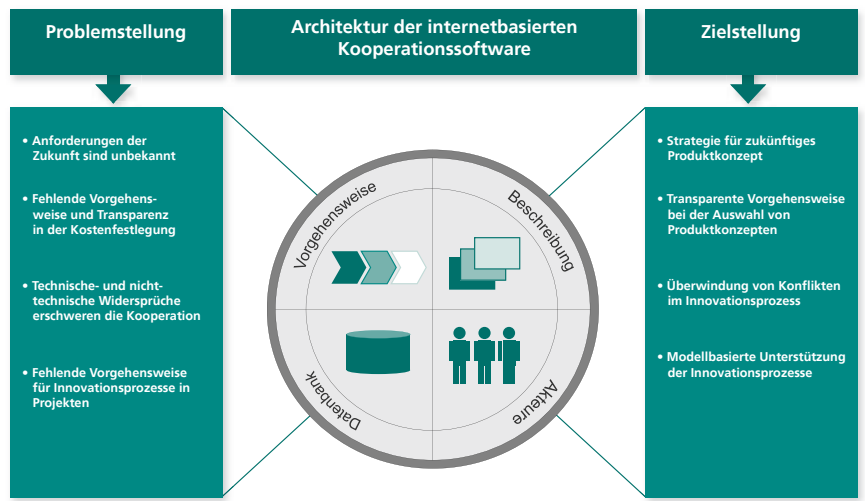 Problemstellung
Architektur der internetbasierten
Kooperationssoftware
Zielstellung
• Anforderungen der
Zukunft sind unbekannt
• Fehlende Vorgehens-
weise und Transparenz
in der Kostenfestlegung
• Technische- und nicht-
technische Widersprüche
erschweren die Kooperation
• Fehlende Vorgehensweise
für Innovationsprozesse in
Projekten
Vorgehensweise
Beschreibung
Datenbank
Akteure
• Strategie für zukünftiges
Produktkonzept
• Transparente Vorgehensweise
bei der Auswahl von
Produktkonzepten
• Überwindung von Konflikten
im Innovationsprozess
• Modellbasierte Unterstützung
der Innovationsprozesse